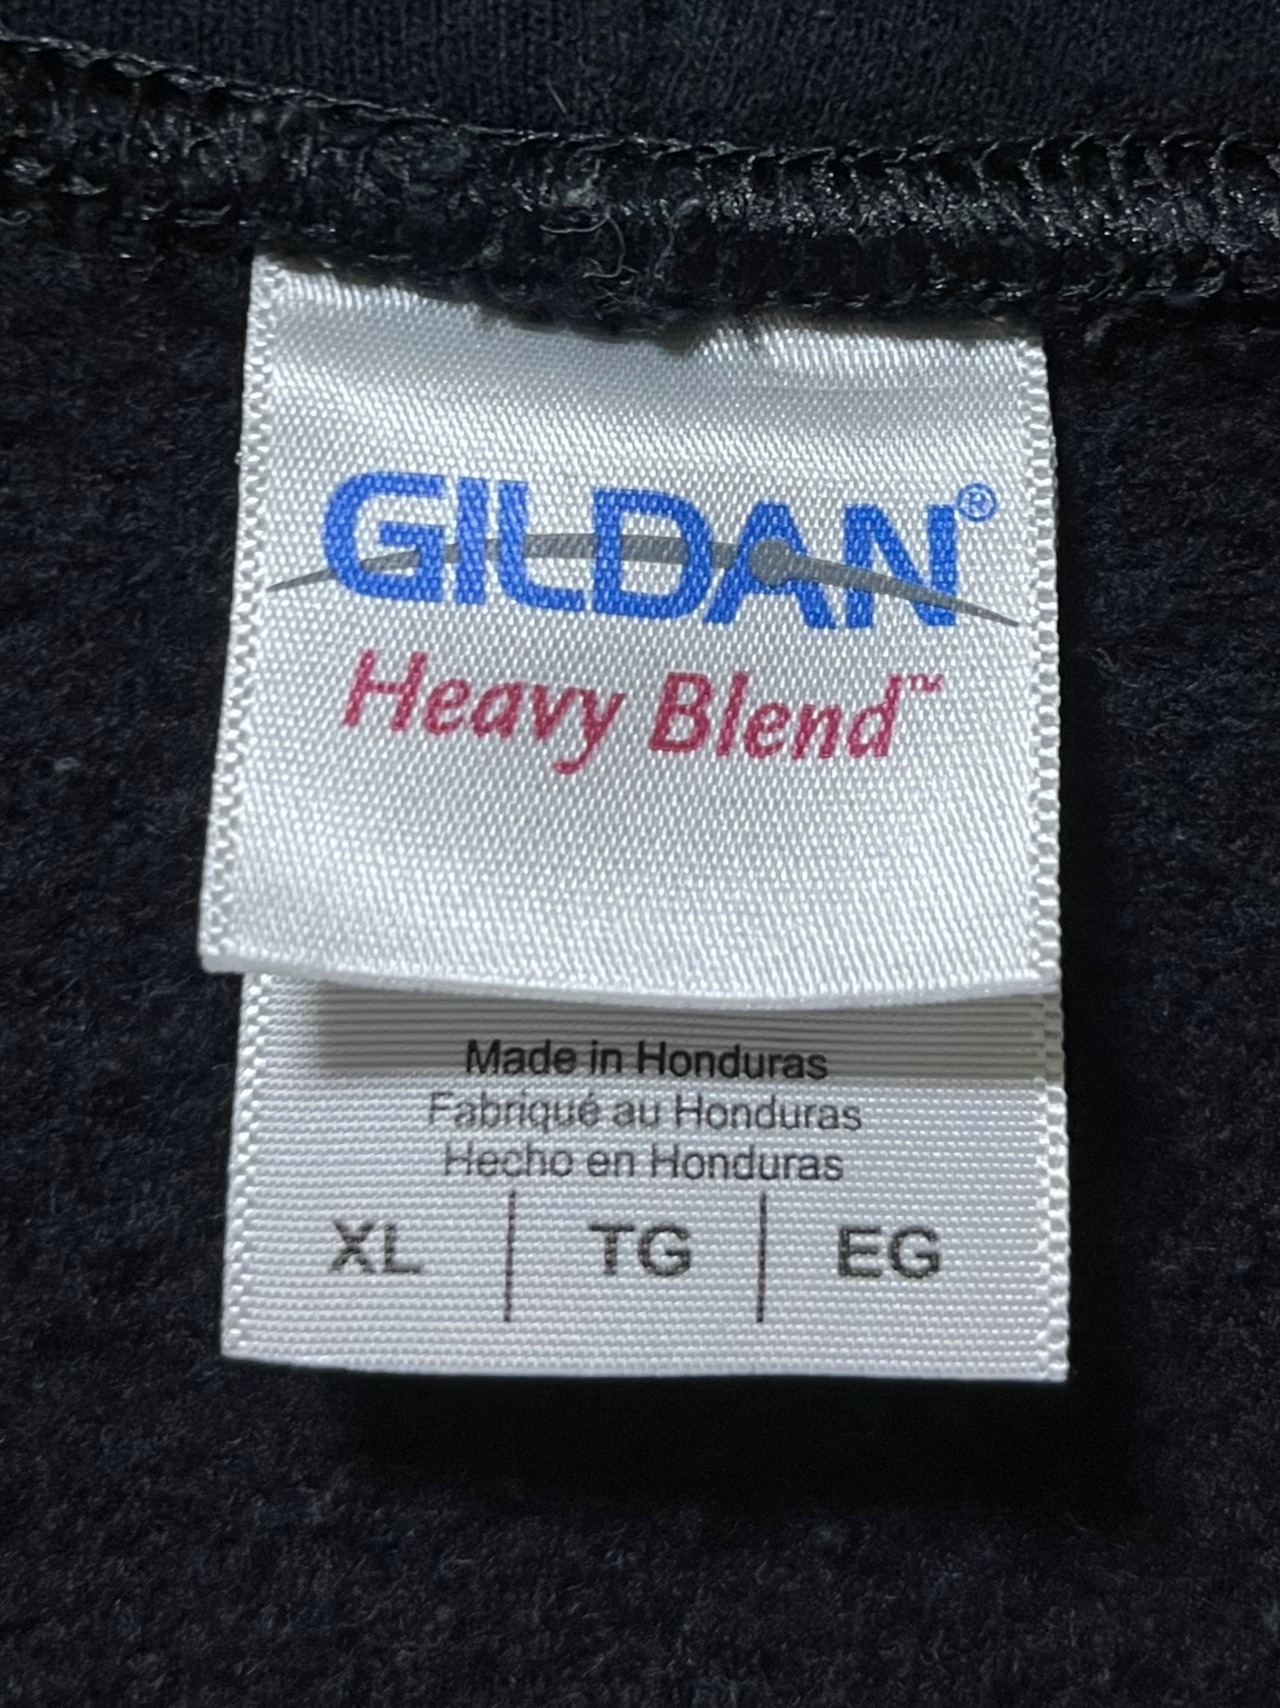 GILDAN®
Heavy Blend™
Made in Honduras
Fabriqué au Honduras
Hecho en Honduras
XL | TG | EG